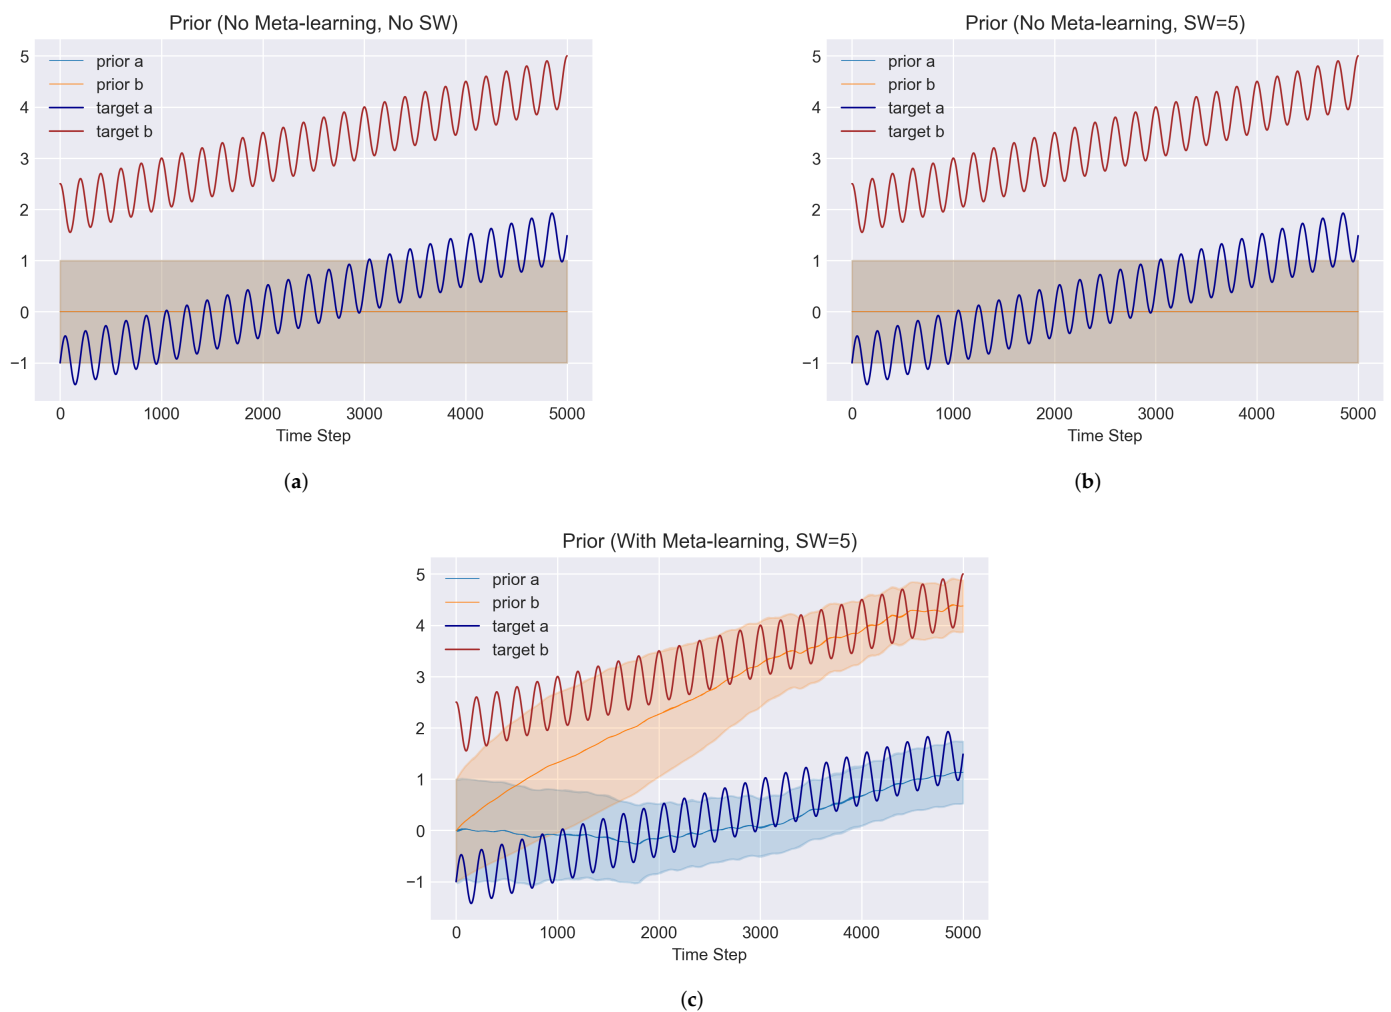 Prior (No Meta-learning, No SW)
prior a
prior b
target a
target b
5
4
3
2
1
0
−1
0 1000 2000 3000 4000 5000
Time Step
(a)
Prior (No Meta-learning, SW=5)
prior a
prior b
target a
target b
5
4
3
2
1
0
−1
0 1000 2000 3000 4000 5000
Time Step
(b)
Prior (With Meta-learning, SW=5)
prior a
prior b
target a
target b
5
4
3
2
1
0
−1
0 1000 2000 3000 4000 5000
Time Step
(c)